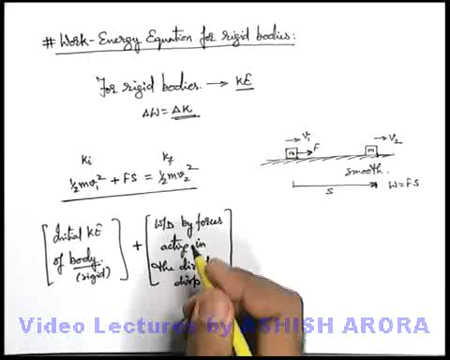 # Work-Energy Equation for rigid bodies:
For rigid bodies → KE
ΔW = ΔK
Ki Kf
½mv₁² + FS = ½mv₂²
v₁ v₂
m F m
smooth
S W = FS
[Initial KE of body (rigid)] + [W/D by forces
acting in
the
disp
Video Lectures by ASHISH ARORA